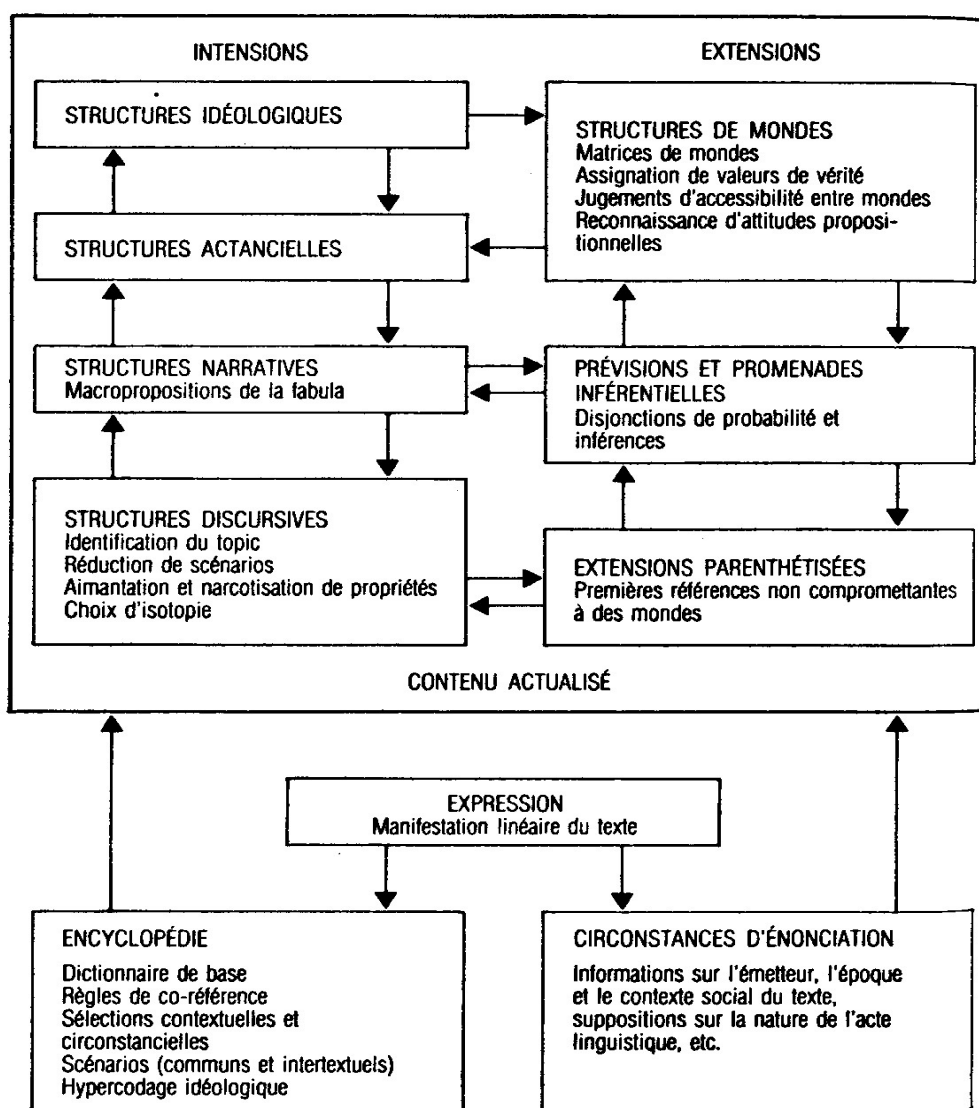 INTENSIONS
EXTENSIONS
STRUCTURES IDÉOLOGIQUES
STRUCTURES DE MONDES
Matrices de mondes
Assignation de valeurs de vérité
Jugements d'accessibilité entre mondes
Reconnaissance d'attitudes proposi-
tionnelles
STRUCTURES ACTANCIELLES
STRUCTURES NARRATIVES
Macropropositions de la fabula
PRÉVISIONS ET PROMENADES
INFÉRENTIELLES
Disjonctions de probabilité et
inférences
STRUCTURES DISCURSIVES
Identification du topic
Réduction de scénarios
Aimantation et narcotisation de propriétés
Choix d'isotopie
EXTENSIONS PARENTHÉTISÉES
Premières références non compromettantes
à des mondes
CONTENU ACTUALISÉ
EXPRESSION
Manifestation linéaire du texte
ENCYCLOPÉDIE
Dictionnaire de base
Règles de co-référence
Sélections contextuelles et
circonstancielles
Scénarios (communs et intertextuels)
Hypercodage idéologique
CIRCONSTANCES D'ÉNONCIATION
Informations sur l'émetteur, l'époque
et le contexte social du texte,
suppositions sur la nature de l'acte
linguistique, etc.